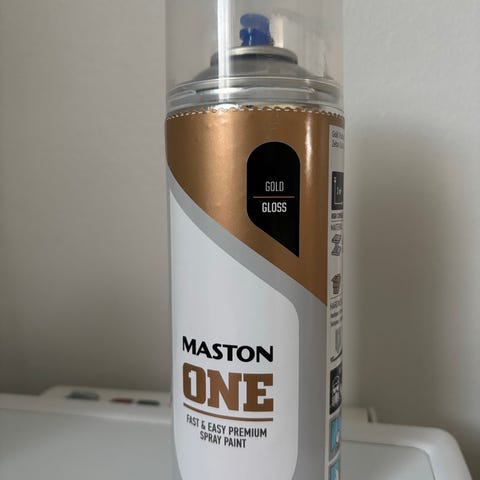 GOLD
GLOSS
MASTON
ONE
FAST & EASY PREMIUM
SPRAY PAINT